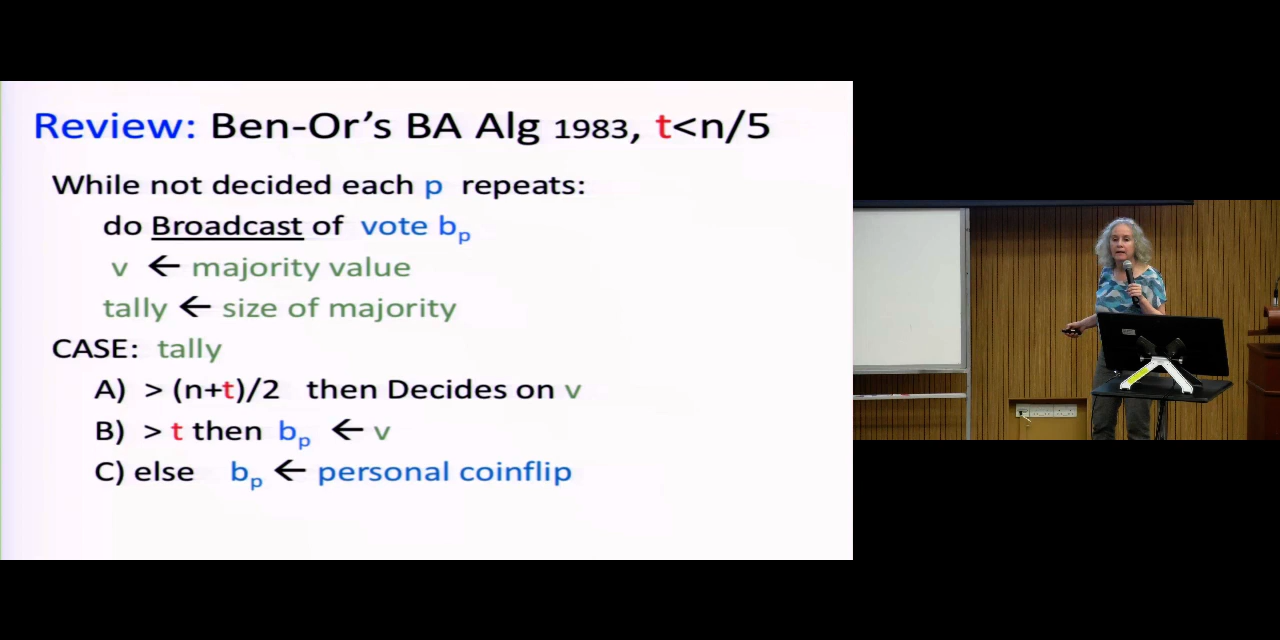 Review: Ben-Or's BA Alg 1983, t<n/5
While not decided each p repeats:
do Broadcast of vote bp
v ← majority value
tally ← size of majority
CASE: tally
A) > (n+t)/2 then Decides on v
B) > t then bp ← v
C) else bp ← personal coinflip